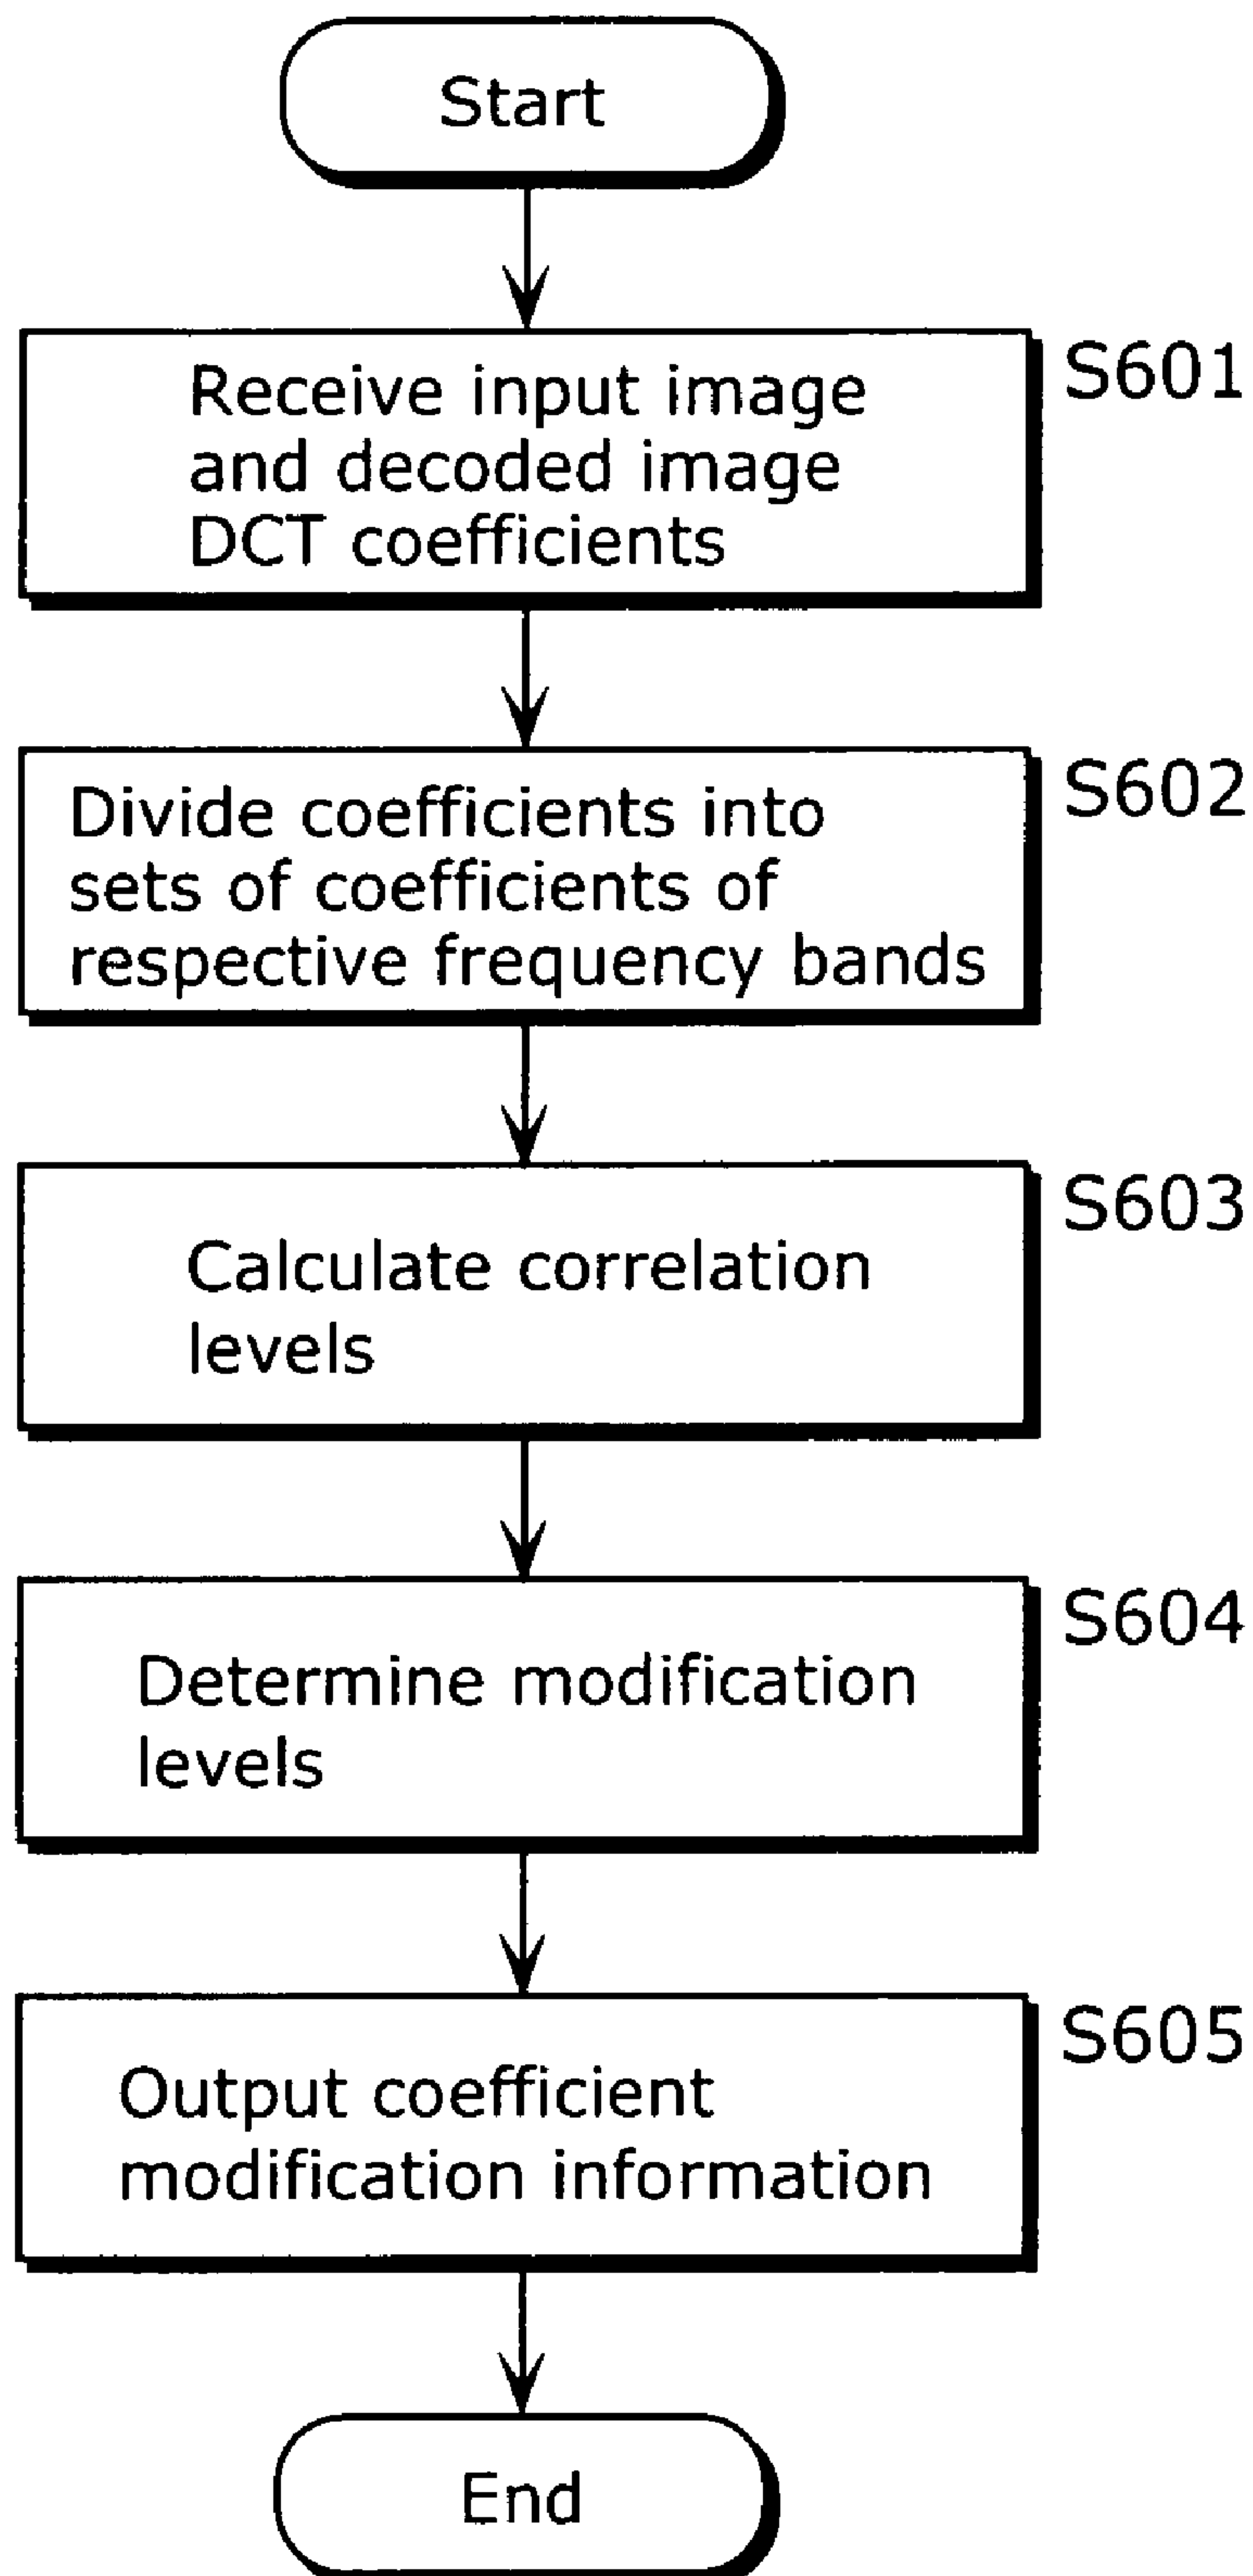 Start
S601
Receive input image
and decoded image
DCT coefficients
S602
Divide coefficients into
sets of coefficients of
respective frequency bands
S603
Calculate correlation
levels
S604
Determine modification
levels
S605
Output coefficient
modification information
End